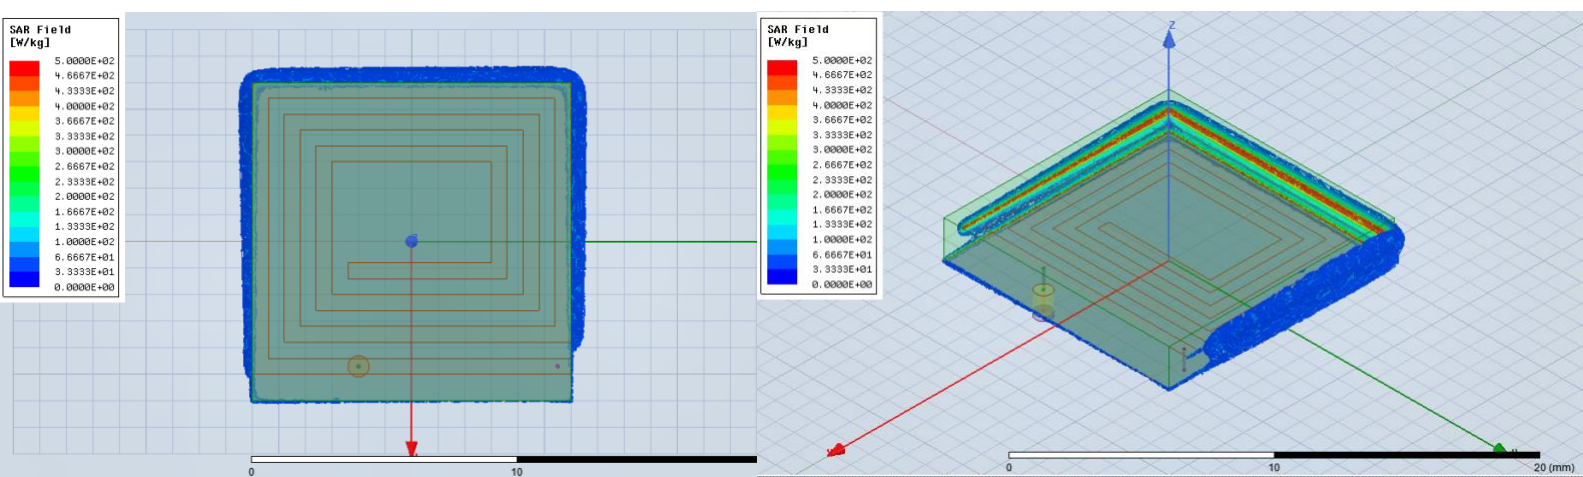 SAR Field
[W/kg]
5.0000E+02
4.6667E+02
4.3333E+02
4.0000E+02
3.6667E+02
3.3333E+02
3.0000E+02
2.6667E+02
2.3333E+02
2.0000E+02
1.6667E+02
1.3333E+02
1.0000E+02
6.6667E+01
3.3333E+01
0.0000E+00
0
10
SAR Field
[W/kg]
5.0000E+02
4.6667E+02
4.3333E+02
4.0000E+02
3.6667E+02
3.3333E+02
3.0000E+02
2.6667E+02
2.3333E+02
2.0000E+02
1.6667E+02
1.3333E+02
1.0000E+02
6.6667E+01
3.3333E+01
0.0000E+00
Z
0
10
20 (mm)